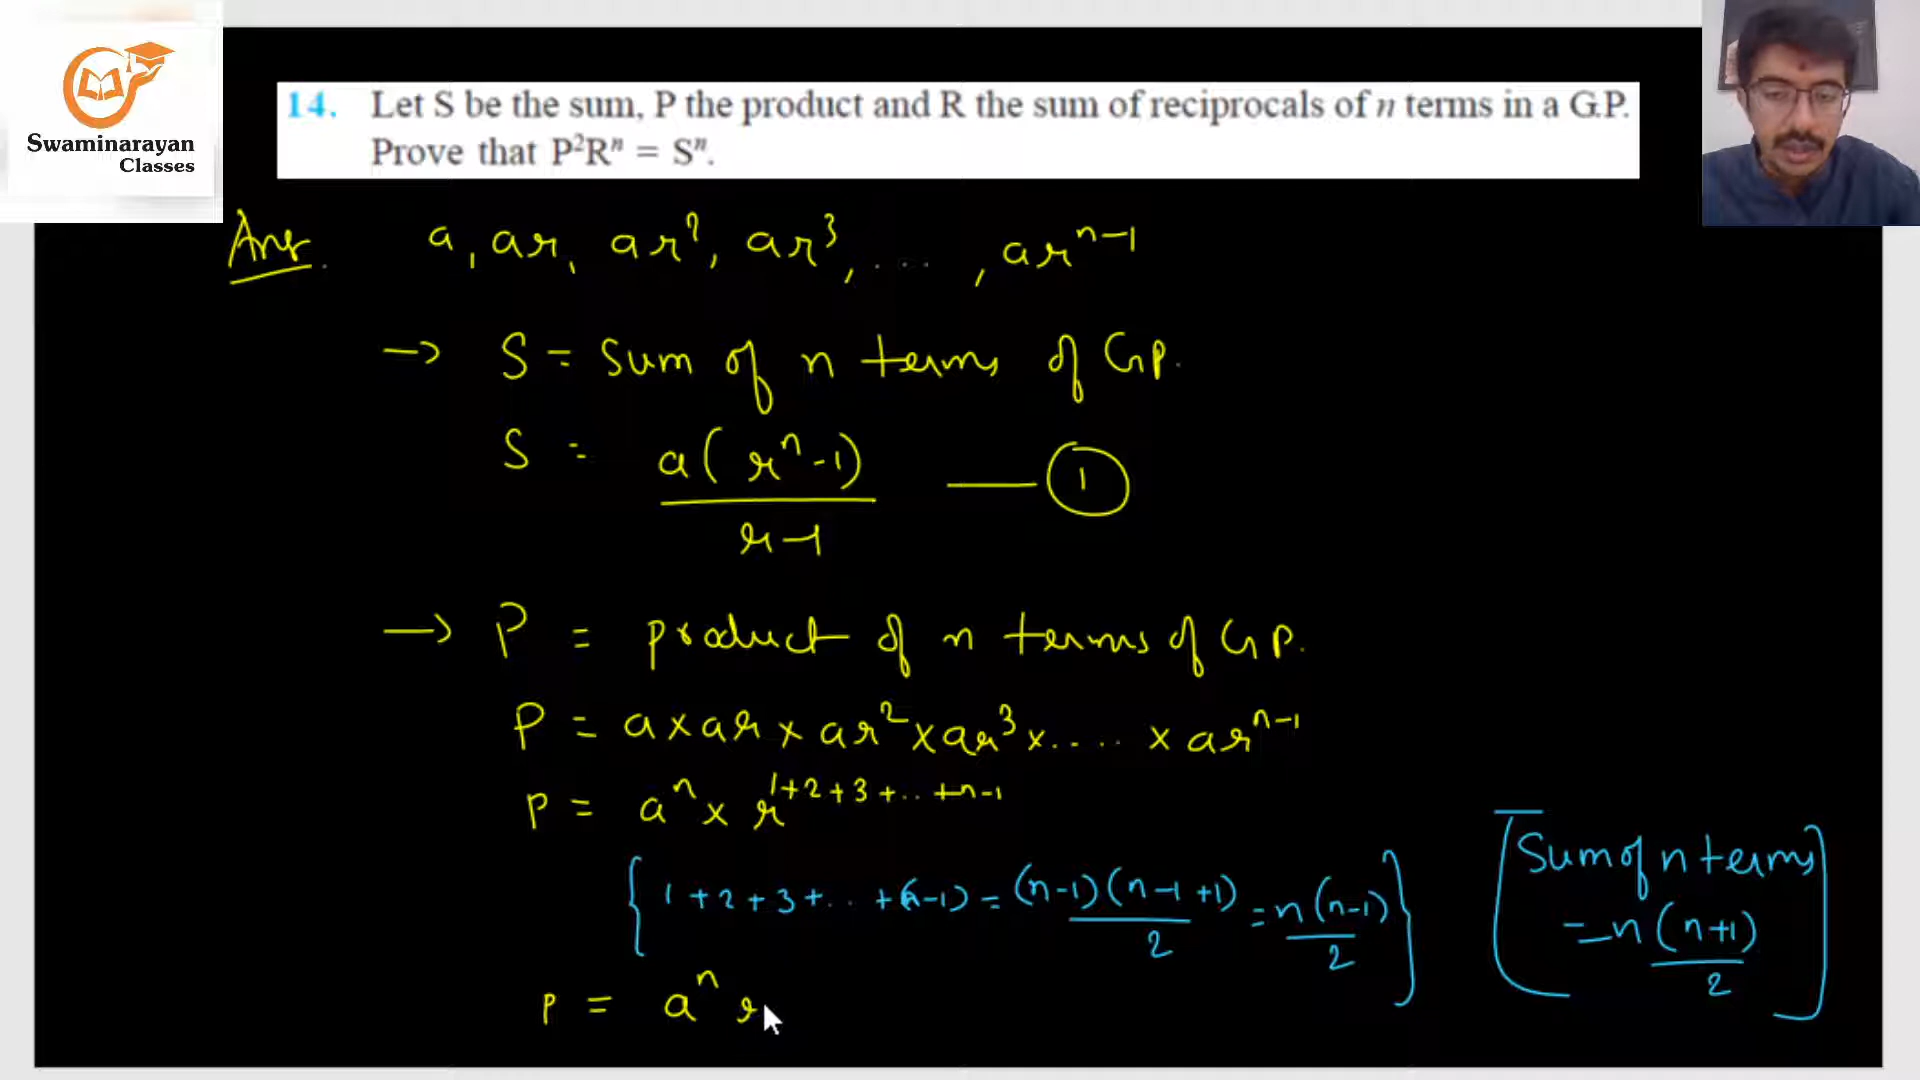 Swaminarayan
Classes
14. Let S be the sum, P the product and R the sum of reciprocals of n terms in a G.P.
Prove that P²Rⁿ = Sⁿ.
Ans. a, ar, ar², ar³, ..., arⁿ⁻¹
→ S = Sum of n terms of GP.
S = a(rⁿ-1)/(r-1) —— ①
→ P = product of n terms of GP.
P = a × ar × ar² × ar³ × .... × arⁿ⁻¹
P = aⁿ × r^(1+2+3+..+n-1)
{ 1+2+3+..+(n-1) = (n-1)(n-1+1)/2 = n(n-1)/2 }
[Sum of n terms
= n(n+1)/2]
P = aⁿ r